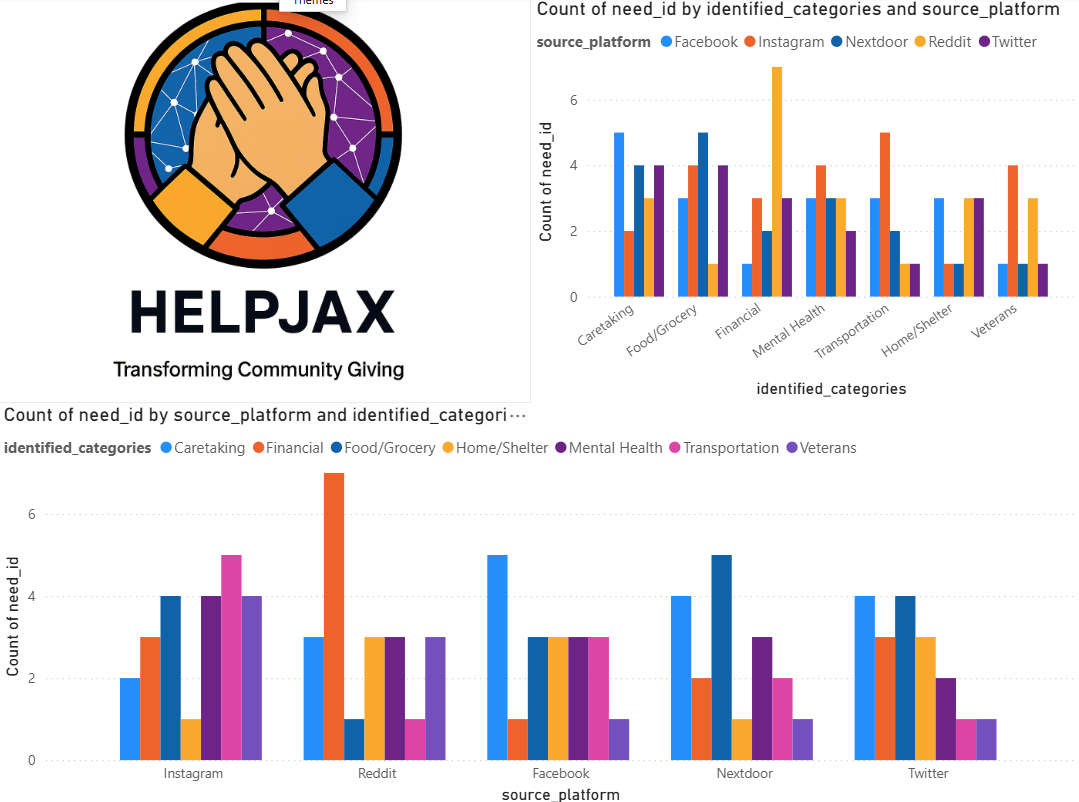 Themes
HELPJAX
Transforming Community Giving
Count of need_id by identified_categories and source_platform
source_platform Facebook Instagram Nextdoor Reddit Twitter
Count of need_id
6
4
2
0
Caretaking
Food/Grocery
Financial
Mental Health
Transportation
Home/Shelter
Veterans
identified_categories
Count of need_id by source_platform and identified_categori...
identified_categories Caretaking Financial Food/Grocery Home/Shelter Mental Health Transportation Veterans
Count of need_id
6
4
2
0
Instagram Reddit Facebook Nextdoor Twitter
source_platform